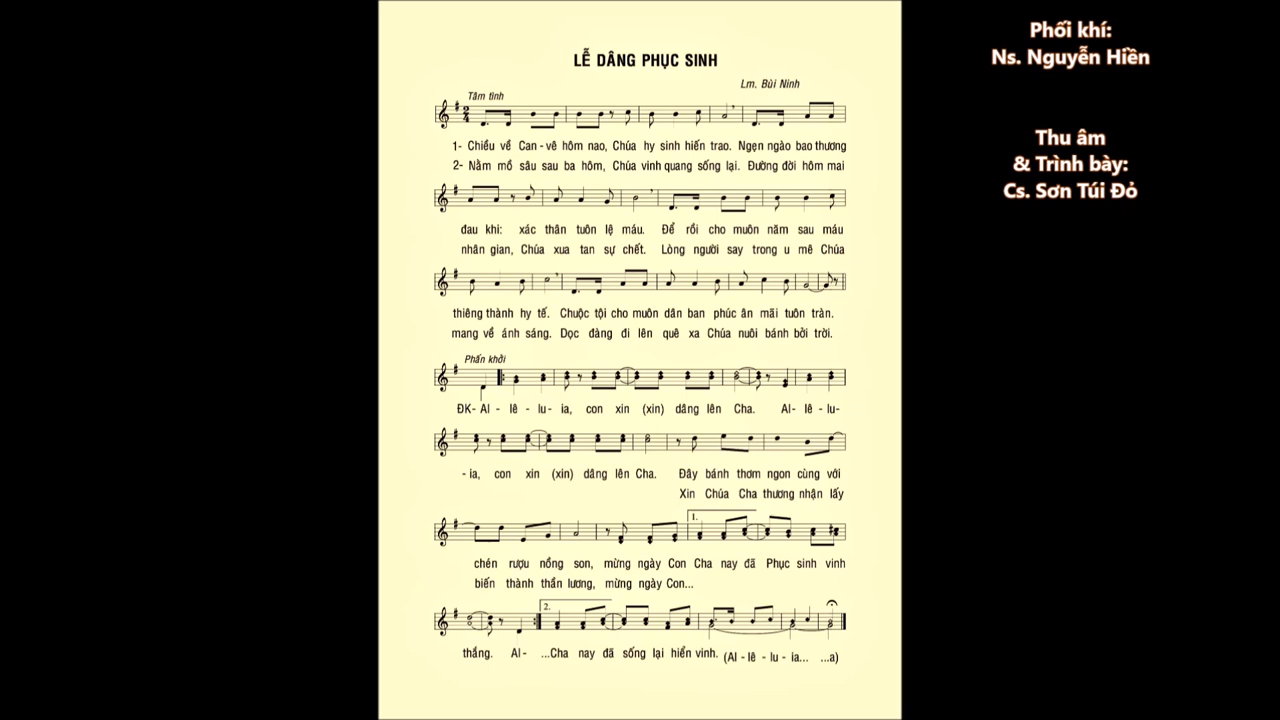 LỄ DÂNG PHỤC SINH
Lm. Bùi Ninh
Tâm tình
1- Chiều về Can - vê hôm nao, Chúa hy sinh hiến trao. Ngẹn ngào bao thương
2- Nằm mồ sâu sau ba hôm, Chúa vinh quang sống lại. Đường đời hôm mai
đau khi: xác thân tuôn lệ máu. Để rồi cho muôn năm sau máu
nhân gian, Chúa xua tan sự chết. Lòng người say trong u mê Chúa
thiêng thành hy tế. Chuộc tội cho muôn dân ban phúc ân mãi tuôn tràn.
mang về ánh sáng. Dọc đàng đi lên quê xa Chúa nuôi bánh bởi trời.
Phấn khởi
ĐK- Al - lê - lu - ia, con xin (xin) dâng lên Cha. Al- lê - lu-
- ia, con xin (xin) dâng lên Cha. Đây bánh thơm ngon cùng với
Xin Chúa Cha thương nhận lấy
1.
chén rượu nồng son, mừng ngày Con Cha nay đã Phục sinh vinh
biến thành thần lương, mừng ngày Con...
2.
thắng. Al- ...Cha nay đã sống lại hiển vinh. (Al - lê - lu - ia... ...a)
Phối khí:
Ns. Nguyễn Hiền
Thu âm
& Trình bày:
Cs. Sơn Túi Đỏ